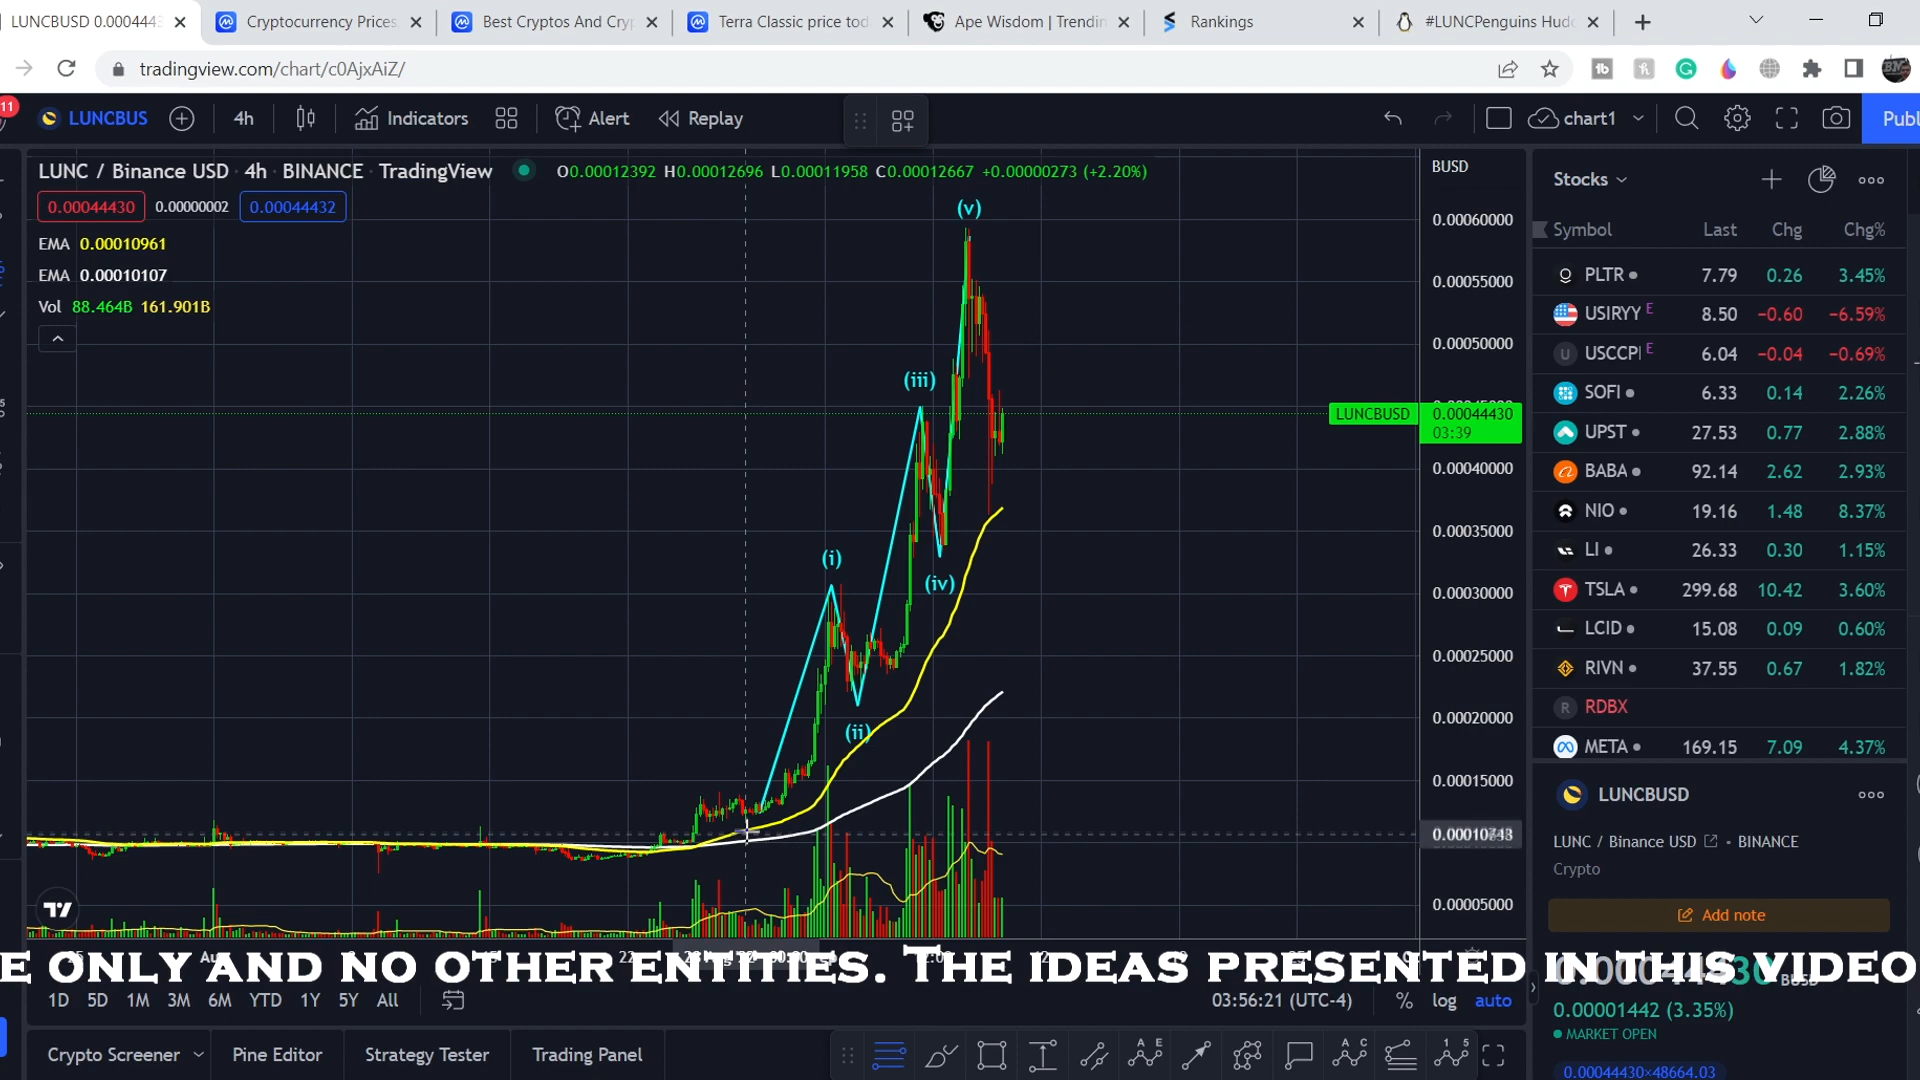 LUNCBUSD 0.0004443
Cryptocurrency Prices
Best Cryptos And Cryp
Terra Classic price tod
Ape Wisdom | Trendin
Rankings
#LUNCPenguins Hudd
tradingview.com/chart/c0AjxAiZ/
11
LUNCBUS
4h
Indicators
Alert
Replay
chart1
Publ
LUNC / Binance USD · 4h · BINANCE · TradingView
O0.00012392 H0.00012696 L0.00011958 C0.00012667 +0.00000273 (+2.20%)
0.00044430 0.00000002 0.00044432
EMA 0.00010961
EMA 0.00010107
Vol 88.464B 161.901B
(i)
(ii)
(iii)
(iv)
(v)
BUSD
0.00060000
0.00055000
0.00050000
LUNCBUSD 0.00044430
03:39
0.00040000
0.00035000
0.00030000
0.00025000
0.00020000
0.00015000
0.00005000
Stocks
Symbol Last Chg Chg%
PLTR 7.79 0.26 3.45%
USIRYY E 8.50 −0.60 −6.59%
USCCPI E 6.04 −0.04 −0.69%
SOFI 6.33 0.14 2.26%
UPST 27.53 0.77 2.88%
BABA 92.14 2.62 2.93%
NIO 19.16 1.48 8.37%
LI 26.33 0.30 1.15%
TSLA 299.68 10.42 3.60%
LCID 15.08 0.09 0.60%
RIVN 37.55 1.82%
0.67
RDBX
META 169.15 7.09 4.37%
LUNCBUSD
LUNC / Binance USD • BINANCE
Crypto
Add note
E ONLY AND NO OTHER ENTITIES. THE IDEAS PRESENTED IN THIS VIDEO
0.00001442 (3.35%)
MARKET OPEN
0.00044430×48664.03
1D 5D 1M 3M 6M YTD 1Y 5Y All
03:56:21 (UTC-4) % log auto
Crypto Screener Pine Editor Strategy Tester Trading Panel